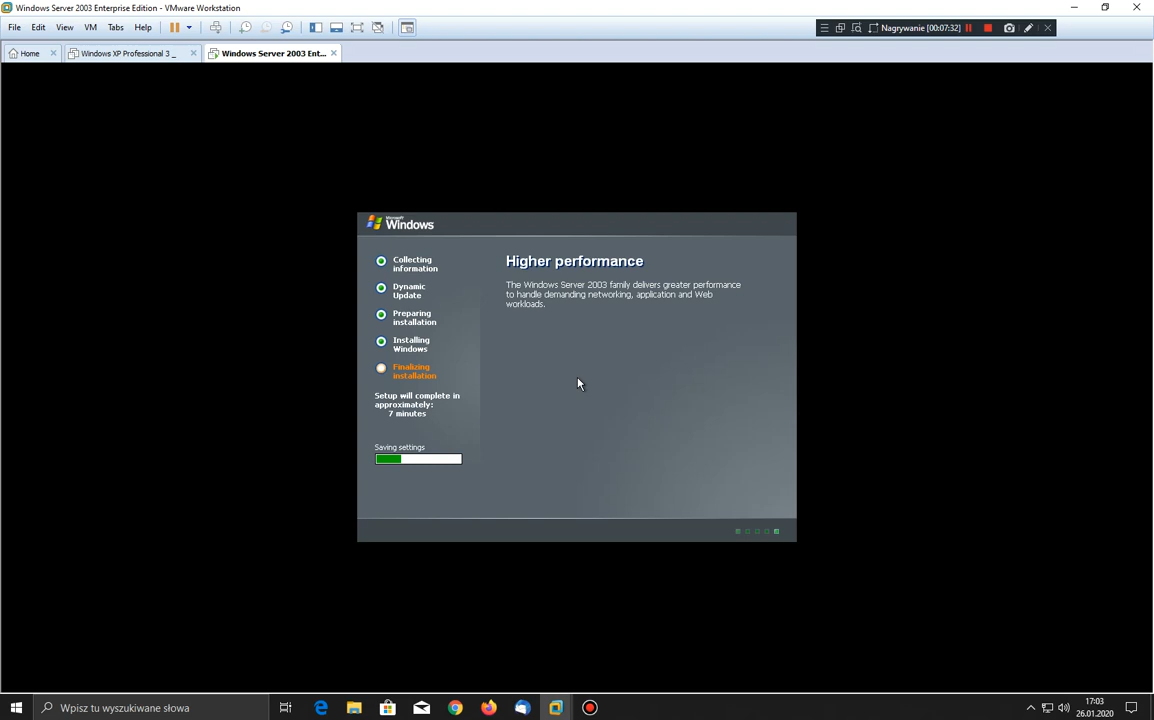 Windows Server 2003 Enterprise Edition - VMware Workstation
File Edit View VM Tabs Help
Nagrywanie [00:07:32]
Home
Windows XP Professional 3 _
Windows Server 2003 Ent...
Microsoft
Windows
Collecting
information
Dynamic
Update
Preparing
installation
Installing
Windows
Finalizing
installation
Setup will complete in
approximately:
7 minutes
Saving settings
Higher performance
The Windows Server 2003 family delivers greater performance
to handle demanding networking, application and Web
workloads.
Wpisz tu wyszukiwane słowa
17:03
26.01.2020